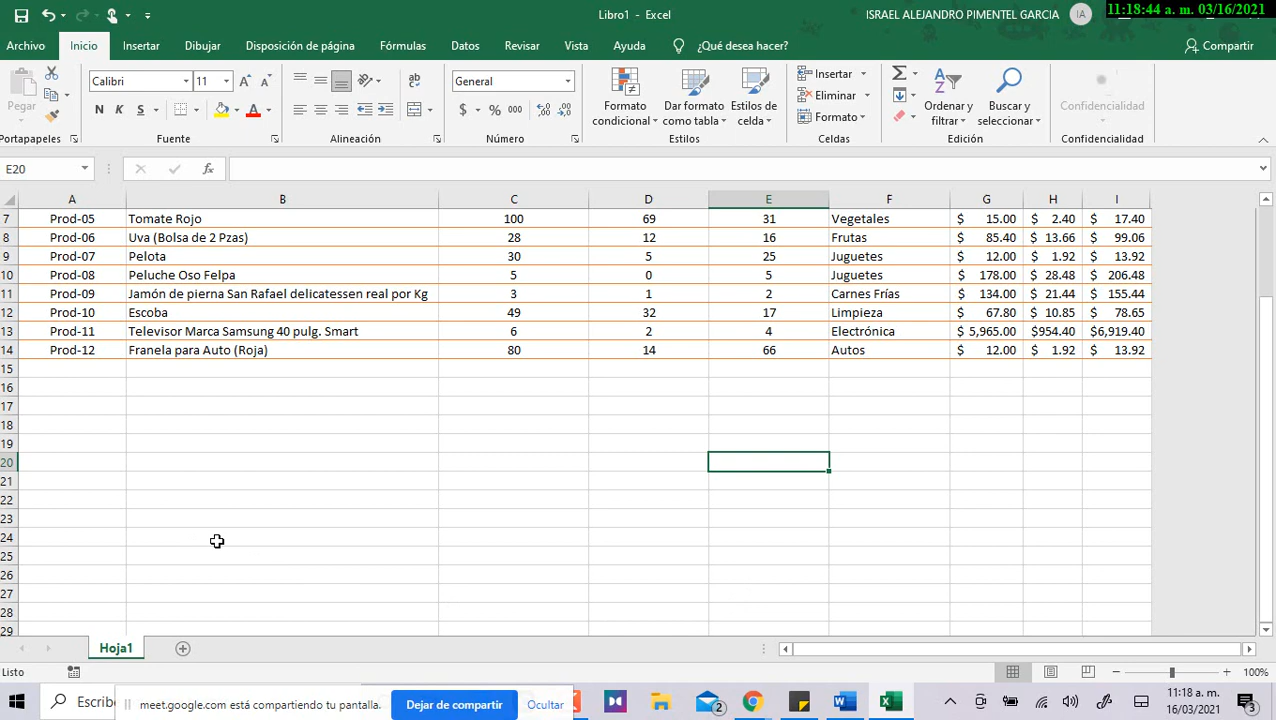 Libro1 - Excel
ISRAEL ALEJANDRO PIMENTEL GARCIA
IA
11:18:44 a. m. 03/16/2021
Archivo Inicio Insertar Dibujar Disposición de página Fórmulas Datos Revisar Vista Ayuda ¿Qué desea hacer? Compartir
Pegar
Portapapeles
Calibri 11
N K S
Fuente
Alineación
General
$ % 000
Número
Formato condicional
Dar formato como tabla
Estilos de celda
Estilos
Insertar
Eliminar
Formato
Celdas
Ordenar y filtrar
Buscar y seleccionar
Edición
Confidencialidad
Confidencialidad
E20 fx
A B C D E F G H I
7 Prod-05 Tomate Rojo 100 69 31 Vegetales $ 15.00 $ 2.40 $ 17.40
8 Prod-06 Uva (Bolsa de 2 Pzas) 28 12 16 Frutas $ 85.40 $ 13.66 $ 99.06
9 Prod-07 Pelota 30 5 25 Juguetes $ 12.00 $ 1.92 $ 13.92
10 Prod-08 Peluche Oso Felpa 5 0 5 Juguetes $ 178.00 $ 28.48 $ 206.48
11 Prod-09 Jamón de pierna San Rafael delicatessen real por Kg 3 1 2 Carnes Frías $ 134.00 $ 21.44 $ 155.44
12 Prod-10 Escoba 49 32 17 Limpieza $ 67.80 $ 10.85 $ 78.65
13 Prod-11 Televisor Marca Samsung 40 pulg. Smart 6 2 4 Electrónica $ 5,965.00 $954.40 $6,919.40
14 Prod-12 Franela para Auto (Roja) 80 14 66 Autos $ 12.00 $ 1.92 $ 13.92
15
16
17
18
19
20
21
22
23
24
25
26
27
28
29
Hoja1
Listo
100%
Escribe
meet.google.com está compartiendo tu pantalla.
Dejar de compartir
Ocultar
2
11:18 a. m.
16/03/2021
3